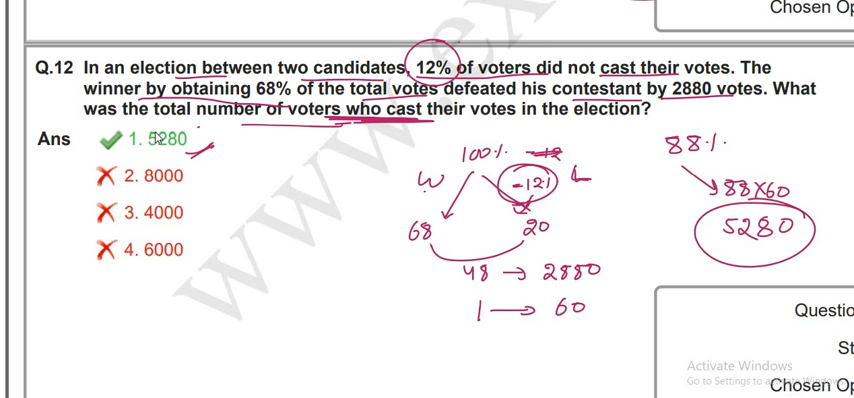 Chosen Op
Q.12 In an election between two candidates, 12% of voters did not cast their votes. The
winner by obtaining 68% of the total votes defeated his contestant by 2880 votes. What
was the total number of voters who cast their votes in the election?
Ans 1. 5280
2. 8000
3. 4000
4. 6000
100% -12
W -12% L
68 20
48 → 2880
1 → 60
88%
88×60
5280
www.ex
Questio
St
Chosen Op
Activate Windows
Go to Settings to activate Windows.